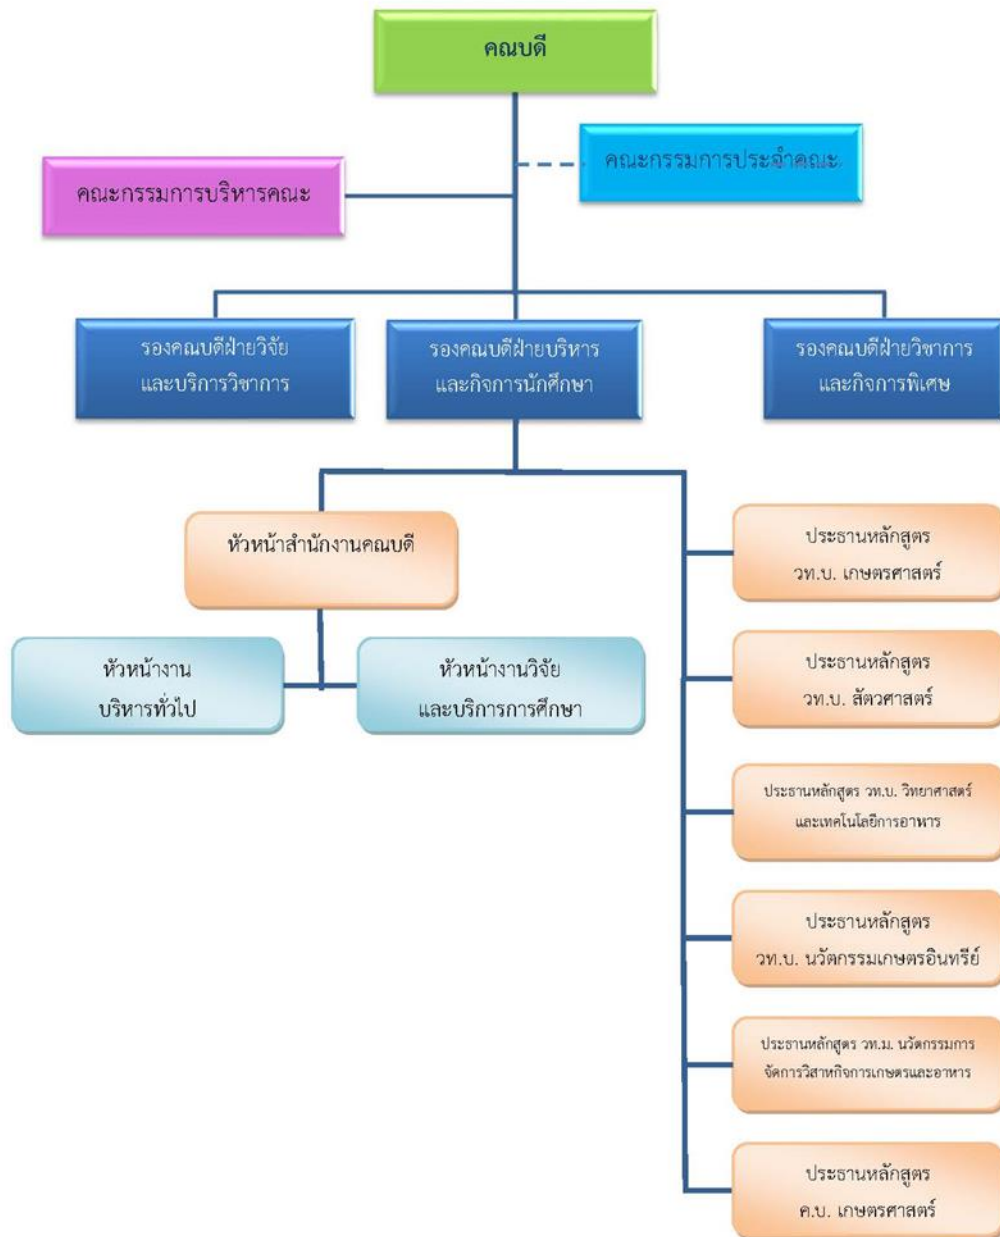 คณบดี
คณะกรรมการประจำคณะ
คณะกรรมการบริหารคณะ
รองคณบดีฝ่ายวิจัย
และบริการวิชาการ
รองคณบดีฝ่ายบริหาร
และกิจการนักศึกษา
รองคณบดีฝ่ายวิชาการ
และกิจการพิเศษ
หัวหน้าสำนักงานคณบดี
หัวหน้างาน
บริหารทั่วไป
หัวหน้างานวิจัย
และบริการการศึกษา
ประธานหลักสูตร
วท.บ. เกษตรศาสตร์
ประธานหลักสูตร
วท.บ. สัตวศาสตร์
ประธานหลักสูตร วท.บ. วิทยาศาสตร์
และเทคโนโลยีการอาหาร
ประธานหลักสูตร
วท.บ. นวัตกรรมเกษตรอินทรีย์
ประธานหลักสูตร วท.ม. นวัตกรรมการ
จัดการวิสาหกิจการเกษตรและอาหาร
ประธานหลักสูตร
ค.บ. เกษตรศาสตร์